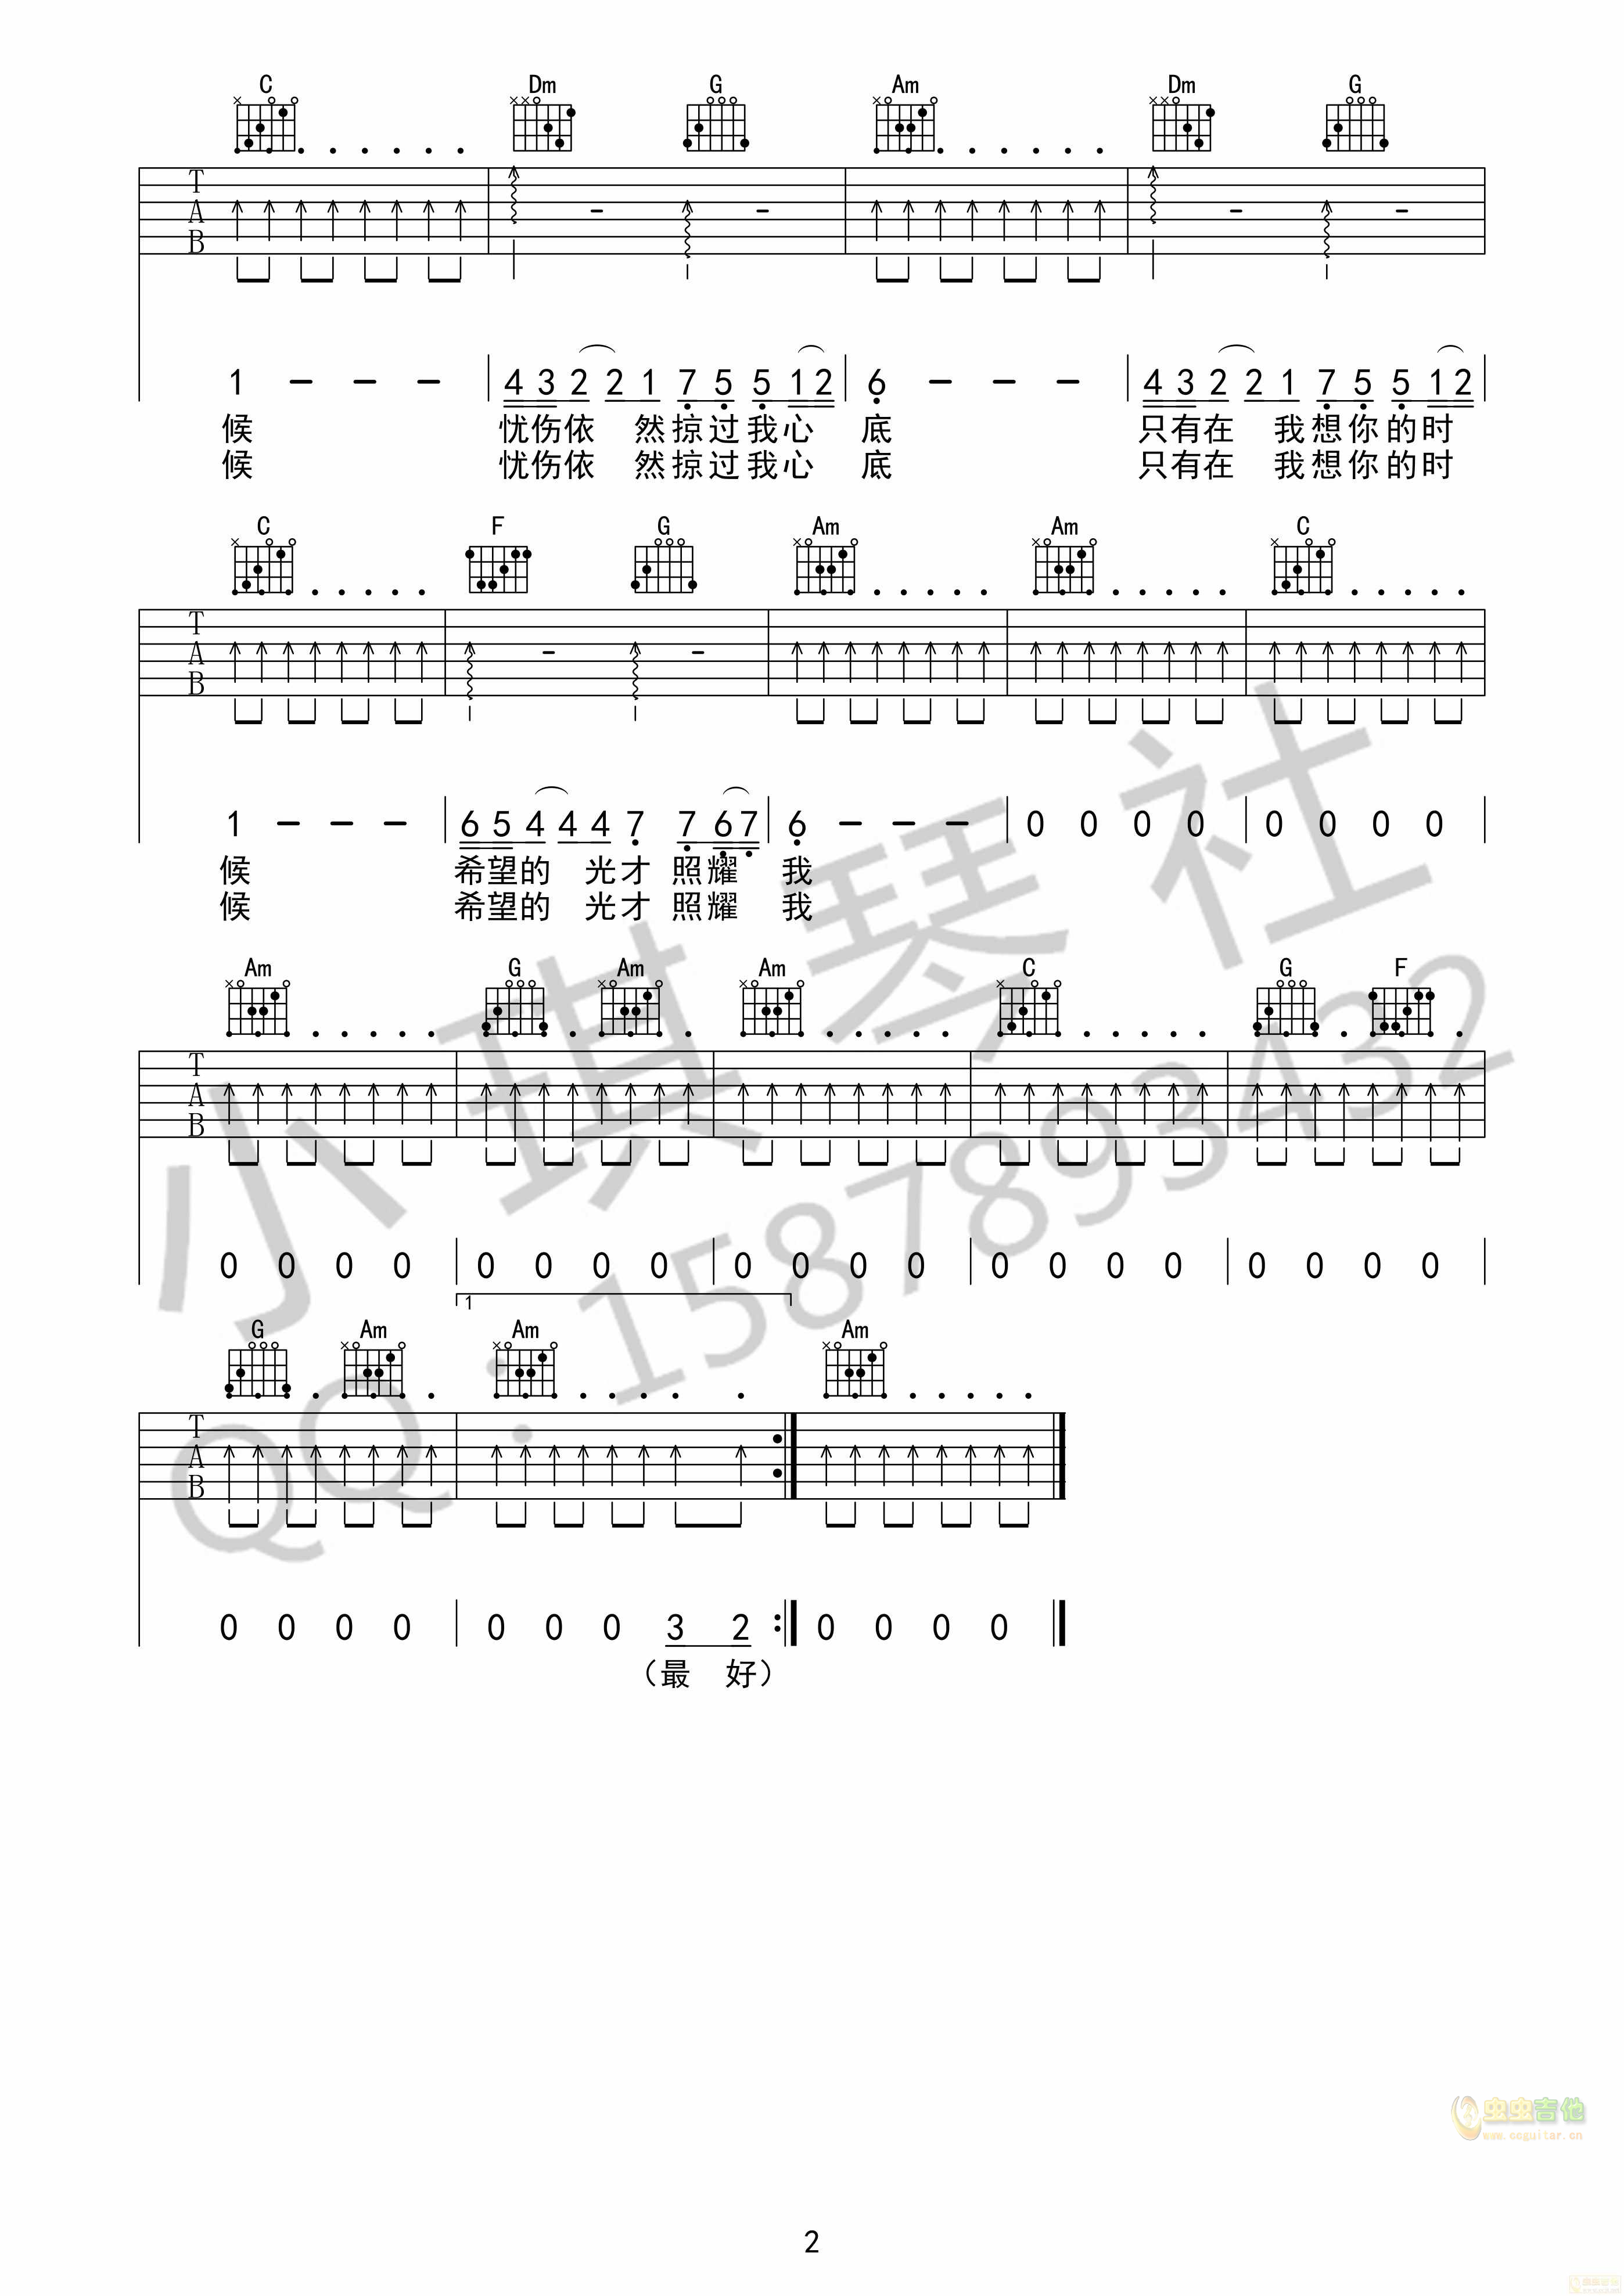 C Dm G Am Dm G
T
A
B
1 — — — 4 3 2 2 1 7 5 5 1 2 6 — — — 4 3 2 2 1 7 5 5 1 2
候 忧伤依 然掠过我心 底 只有在 我想你的时
候 忧伤依 然掠过我心 底 只有在 我想你的时
C F G Am Am C
T
A
B
1 — — — 6 5 4 4 4 7 7 6 7 6 — — — 0 0 0 0 0 0 0 0
候 希望的 光才 照耀 我
候 希望的 光才 照耀 我
Am G Am Am C G F
T
A
B
0 0 0 0 0 0 0 0 0 0 0 0 0 0 0 0 0 0 0 0
1
G Am Am Am
T
A
B
0 0 0 0 0 0 0 3 2 0 0 0 0
（最 好）
小琪琴社
QQ：158789432
虫虫吉他
www.ccguitar.cn
2